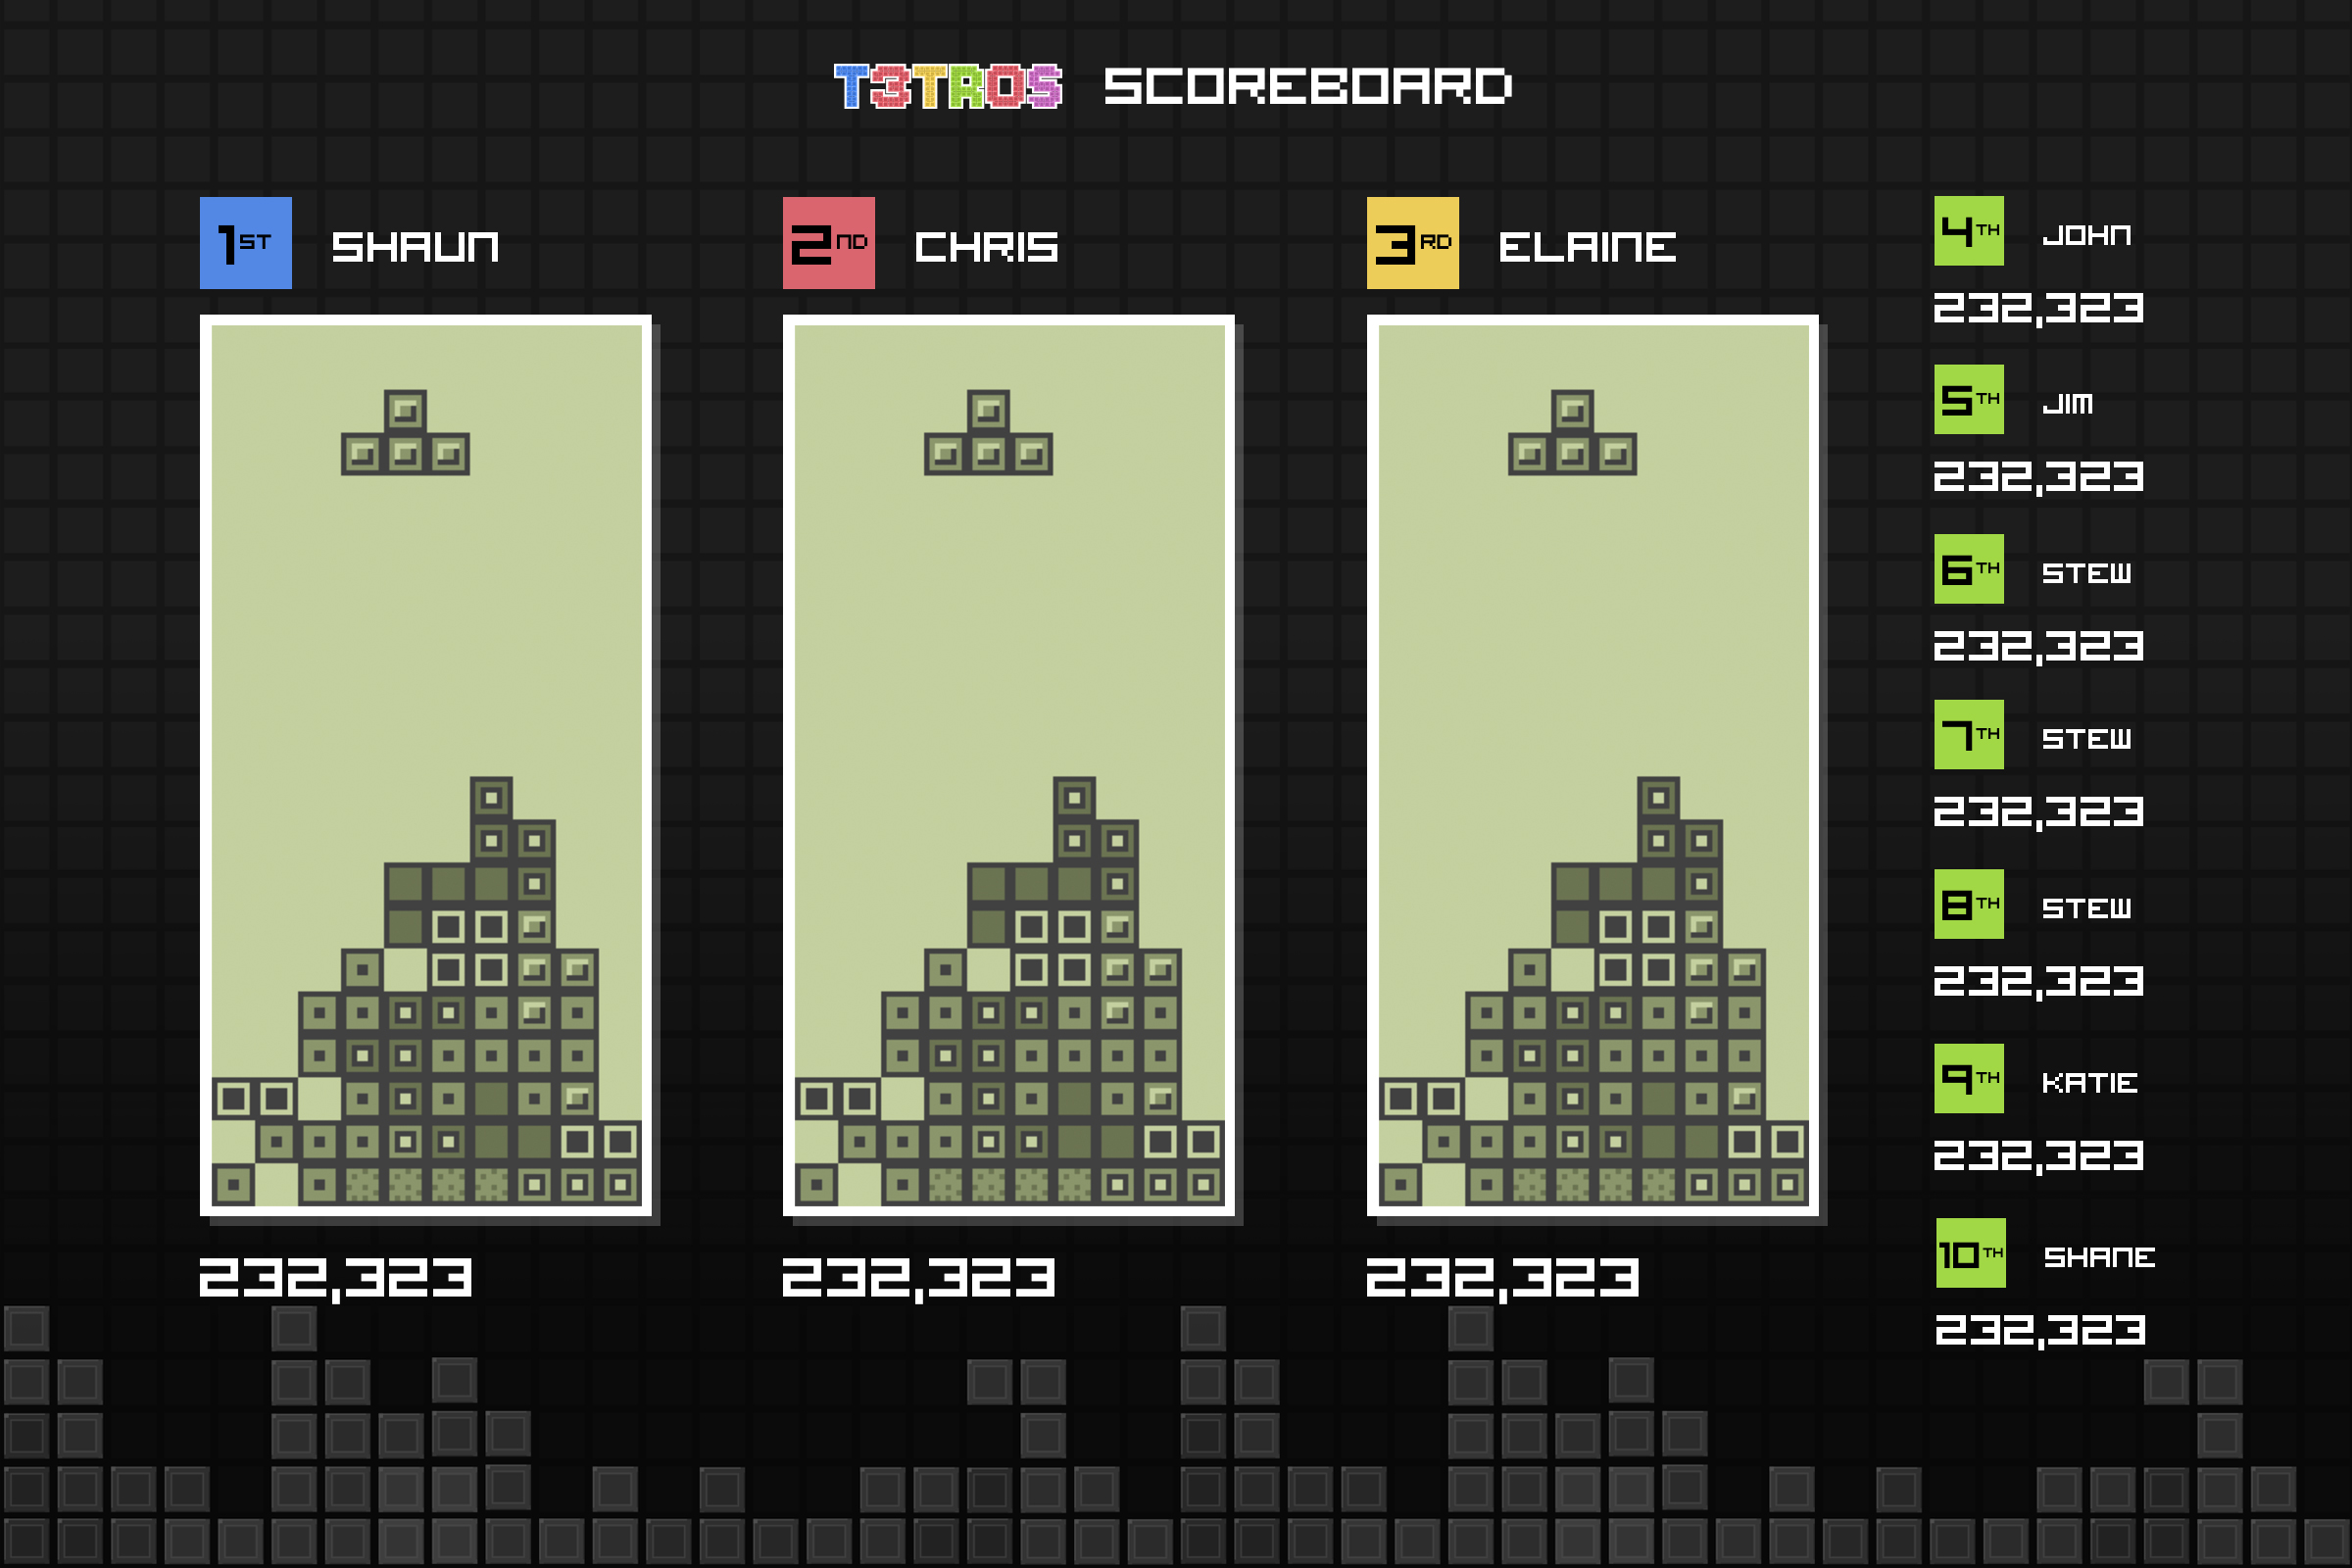 T3TROS SCOREBOARD
1ST SHAUN
232,323
2ND CHRIS
232,323
3RD ELAINE
232,323
4TH JOHN
232,323
5TH JIM
232,323
6TH STEW
232,323
7TH STEW
232,323
8TH STEW
232,323
9TH KATIE
232,323
10TH SHANE
232,323